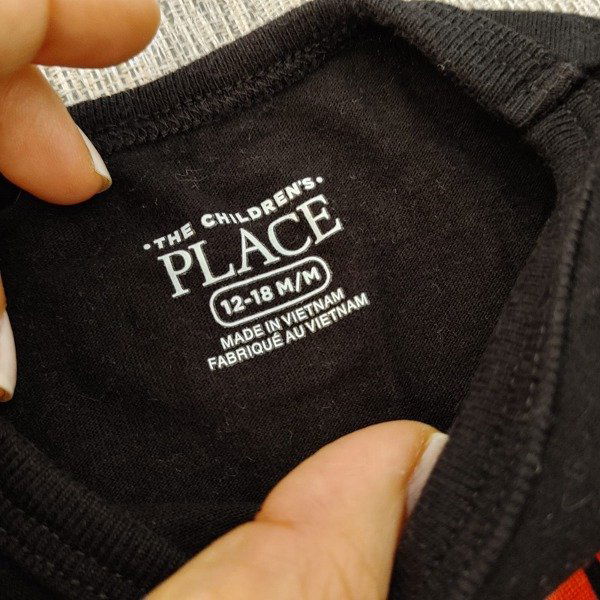 • THE CHILDREN'S •
PLACE
12-18 M/M
MADE IN VIETNAM
FABRIQUÉ AU VIETNAM